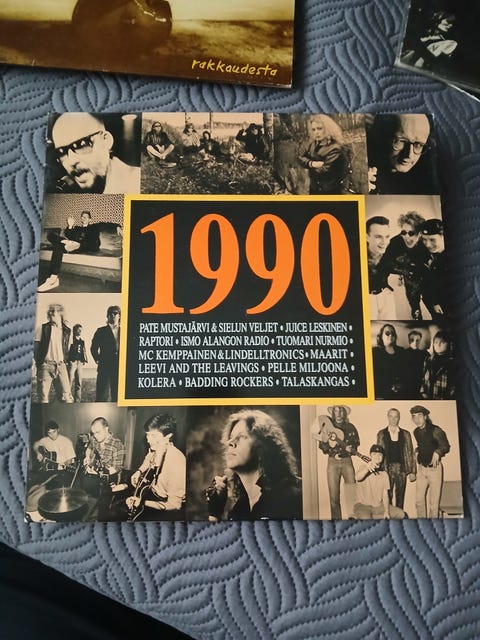 rakkaudesta
1990
PATE MUSTAJÄRVI & SIELUN VELJET • JUICE LESKINEN •
RAPTORI • ISMO ALANGON RADIO • TUOMARI NURMIO •
MC KEMPPAINEN & LINDELLTRONICS • MAARIT •
LEEVI AND THE LEAVINGS • PELLE MILJOONA •
KOLERA • BADDING ROCKERS • TALASKANGAS •